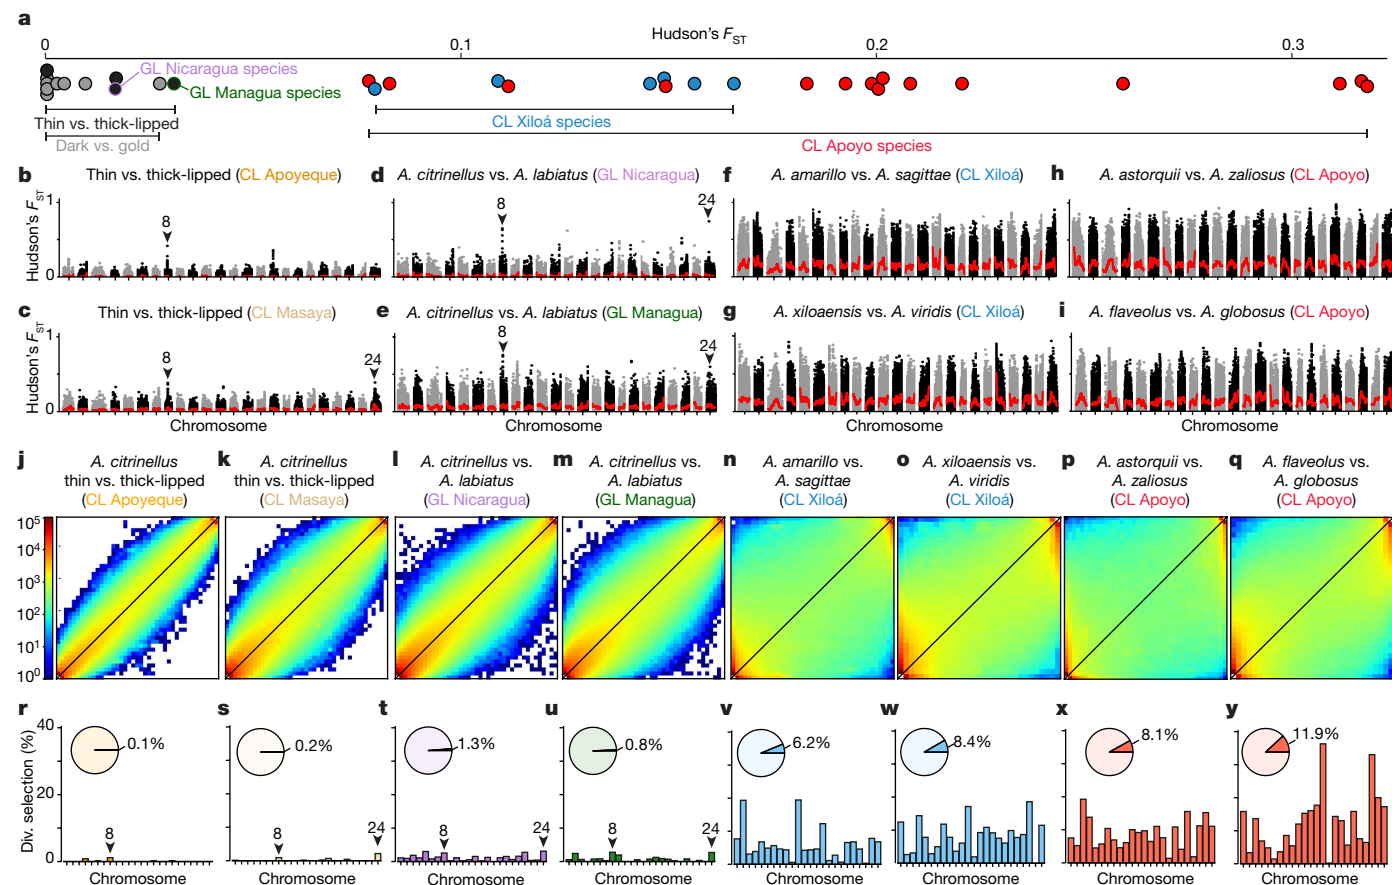 a
Hudson's FST
0 0.1 0.2 0.3
GL Nicaragua species
GL Managua species
Thin vs. thick-lipped
Dark vs. gold
CL Xiloá species
CL Apoyo species
b Thin vs. thick-lipped (CL Apoyeque)
d A. citrinellus vs. A. labiatus (GL Nicaragua)
f A. amarillo vs. A. sagittae (CL Xiloá)
h A. astorquii vs. A. zaliosus (CL Apoyo)
Hudson's FST
1
0
8
8
24
c Thin vs. thick-lipped (CL Masaya)
e A. citrinellus vs. A. labiatus (GL Managua)
g A. xiloaensis vs. A. viridis (CL Xiloá)
i A. flaveolus vs. A. globosus (CL Apoyo)
Hudson's FST
1
0
8
24
8
24
Chromosome Chromosome Chromosome Chromosome
j A. citrinellus
thin vs. thick-lipped
(CL Apoyeque)
k A. citrinellus
thin vs. thick-lipped
(CL Masaya)
l A. citrinellus vs.
A. labiatus
(GL Nicaragua)
m A. citrinellus vs.
A. labiatus
(GL Managua)
n A. amarillo vs.
A. sagittae
(CL Xiloá)
o A. xiloaensis vs.
A. viridis
(CL Xiloá)
p A. astorquii vs.
A. zaliosus
(CL Apoyo)
q A. flaveolus vs.
A. globosus
(CL Apoyo)
10⁵
10⁴
10³
10²
10¹
10⁰
r s t u v w x y
Div. selection (%)
40
20
0
0.1%
8
0.2%
8
24
1.3%
8
24
0.8%
8
24
6.2%
8.4%
8.1%
11.9%
Chromosome Chromosome Chromosome Chromosome Chromosome Chromosome Chromosome Chromosome